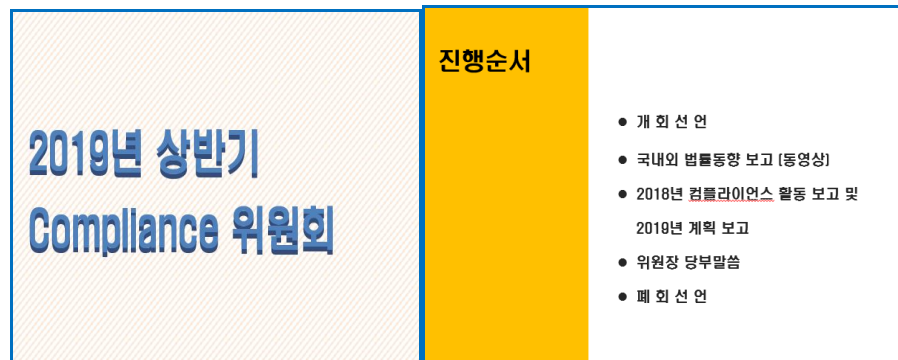 2019년 상반기
Compliance 위원회
진행순서
● 개 회 선 언
● 국내외 법률동향 보고 (동영상)
● 2018년 컴플라이언스 활동 보고 및
2019년 계획 보고
● 위원장 당부말씀
● 폐 회 선 언